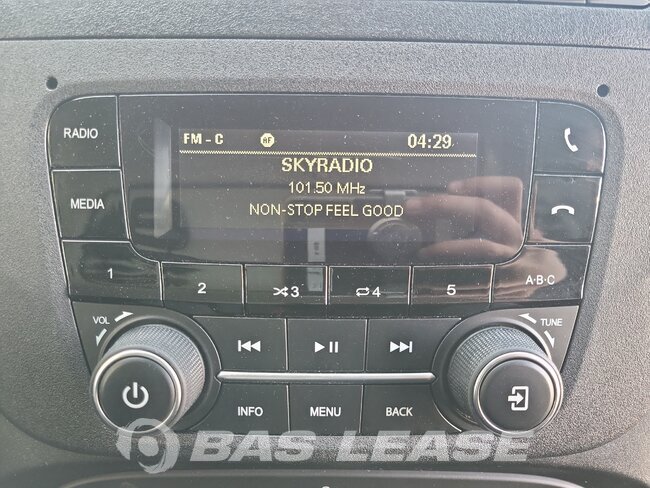 RADIO
FM - C AF 04:29
SKYRADIO
101.50 MHz
NON-STOP FEEL GOOD
MEDIA
1 2 3 4 5 A·B·C
VOL TUNE
INFO MENU BACK
BAS LEASE